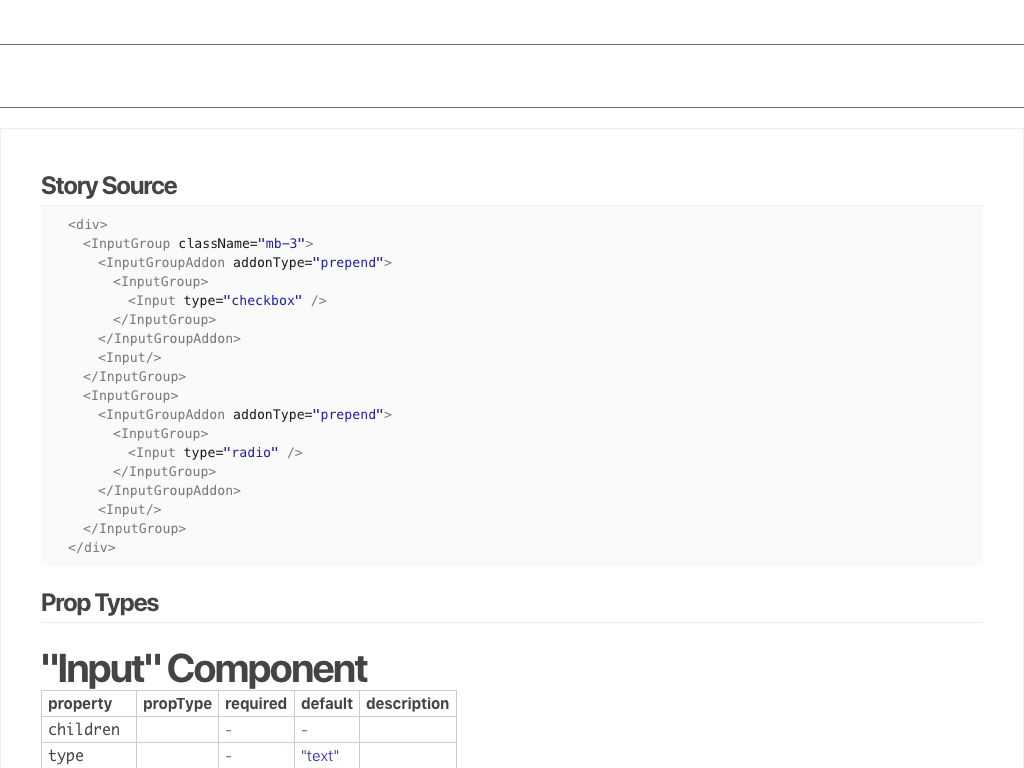 Story Source
<div>
<InputGroup className="mb-3">
<InputGroupAddon addonType="prepend">
<InputGroup>
<Input type="checkbox" />
</InputGroup>
</InputGroupAddon>
<Input/>
</InputGroup>
<InputGroup>
<InputGroupAddon addonType="prepend">
<InputGroup>
<Input type="radio" />
</InputGroup>
</InputGroupAddon>
<Input/>
</InputGroup>
</div>
Prop Types
"Input" Component
property propType required default description
children - -
type - "text"